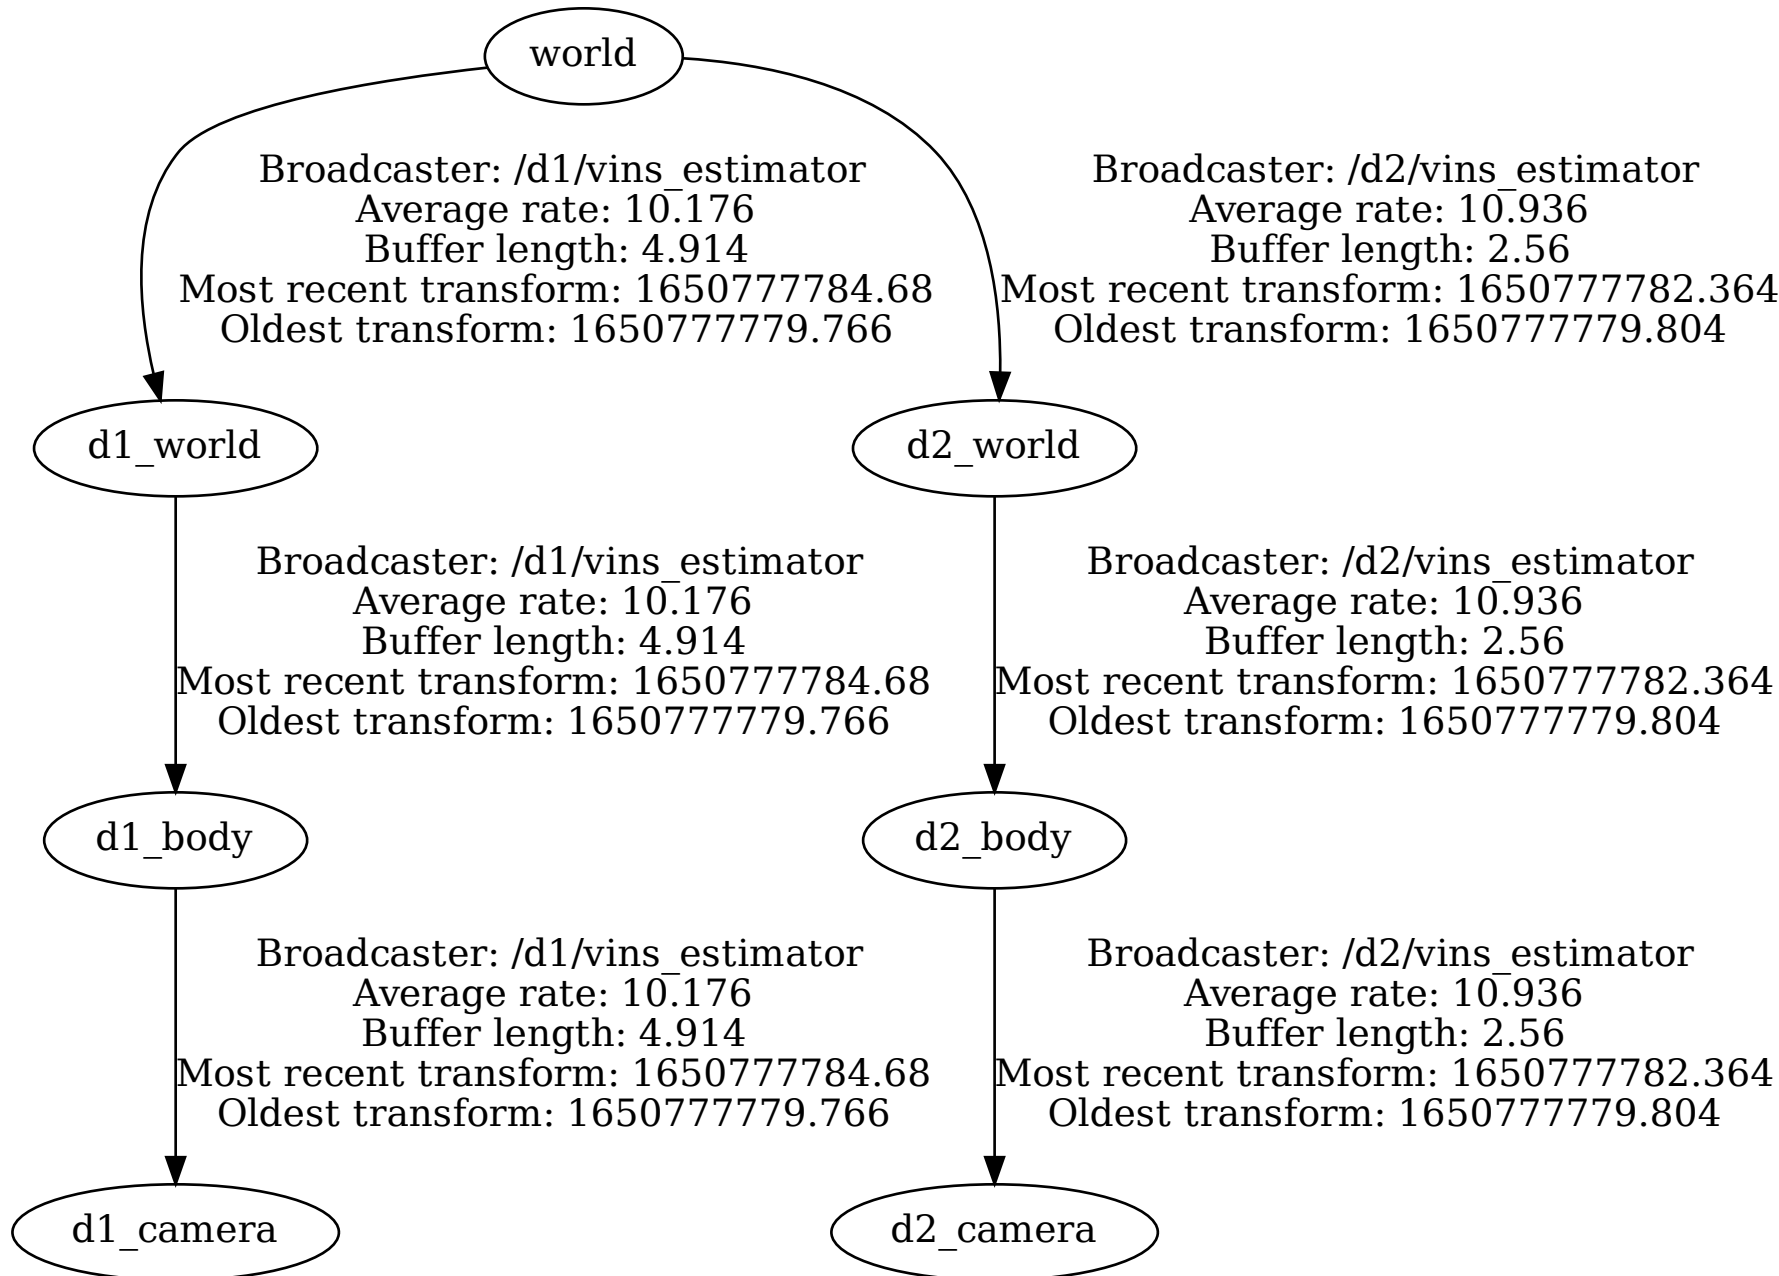 world
Broadcaster: /d1/vins_estimator
Average rate: 10.176
Buffer length: 4.914
Most recent transform: 1650777784.68
Oldest transform: 1650777779.766
Broadcaster: /d2/vins_estimator
Average rate: 10.936
Buffer length: 2.56
Most recent transform: 1650777782.364
Oldest transform: 1650777779.804
d1_world
d2_world
Broadcaster: /d1/vins_estimator
Average rate: 10.176
Buffer length: 4.914
Most recent transform: 1650777784.68
Oldest transform: 1650777779.766
Broadcaster: /d2/vins_estimator
Average rate: 10.936
Buffer length: 2.56
Most recent transform: 1650777782.364
Oldest transform: 1650777779.804
d1_body
d2_body
Broadcaster: /d1/vins_estimator
Average rate: 10.176
Buffer length: 4.914
Most recent transform: 1650777784.68
Oldest transform: 1650777779.766
Broadcaster: /d2/vins_estimator
Average rate: 10.936
Buffer length: 2.56
Most recent transform: 1650777782.364
Oldest transform: 1650777779.804
d1_camera
d2_camera